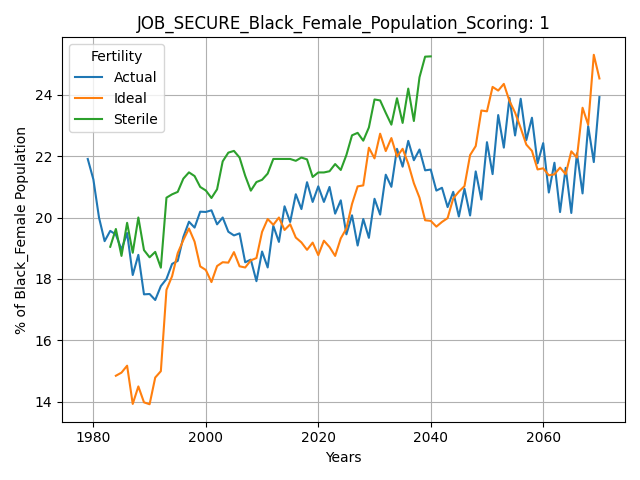 JOB_SECURE_Black_Female_Population_Scoring: 1
Fertility
Actual
Ideal
Sterile
% of Black_Female Population
24
22
20
18
16
14
1980
2000
2020
2040
2060
Years